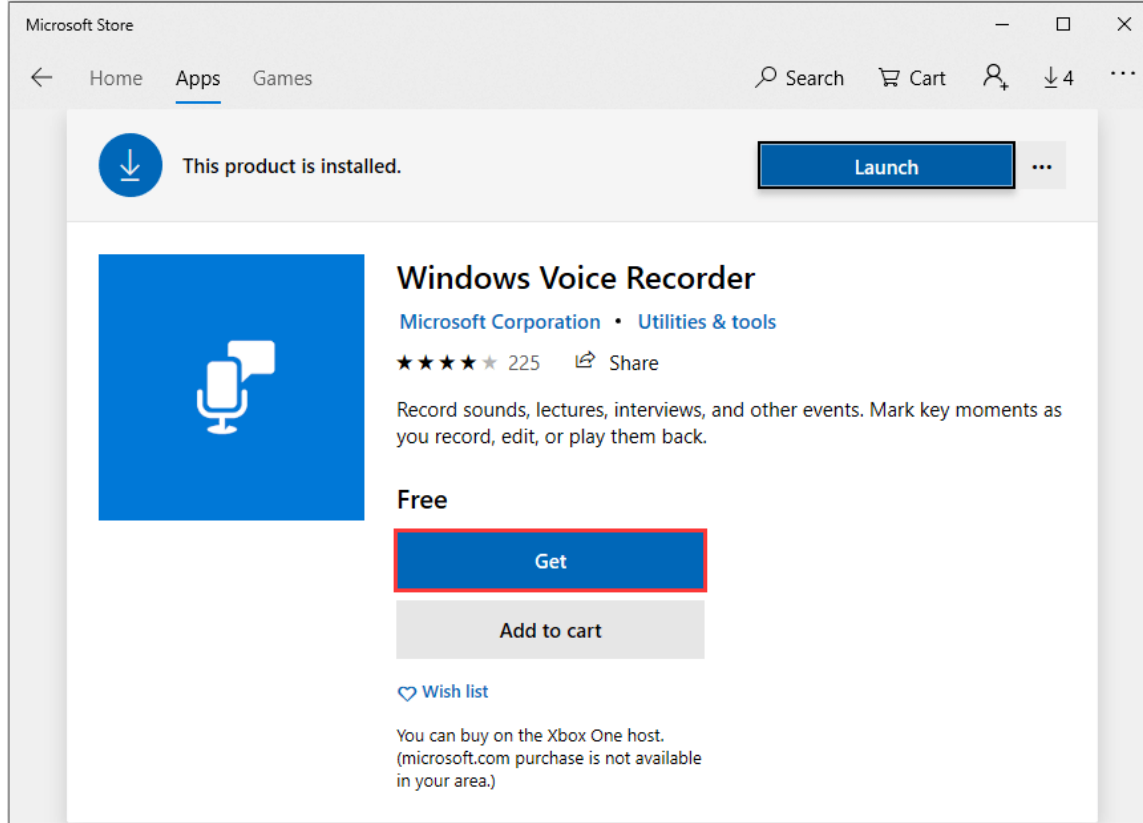 Microsoft Store
Home Apps Games Search Cart 4
This product is installed. Launch
Windows Voice Recorder
Microsoft Corporation • Utilities & tools
225 Share
Record sounds, lectures, interviews, and other events. Mark key moments as
you record, edit, or play them back.
Free
Get
Add to cart
Wish list
You can buy on the Xbox One host.
(microsoft.com purchase is not available
in your area.)